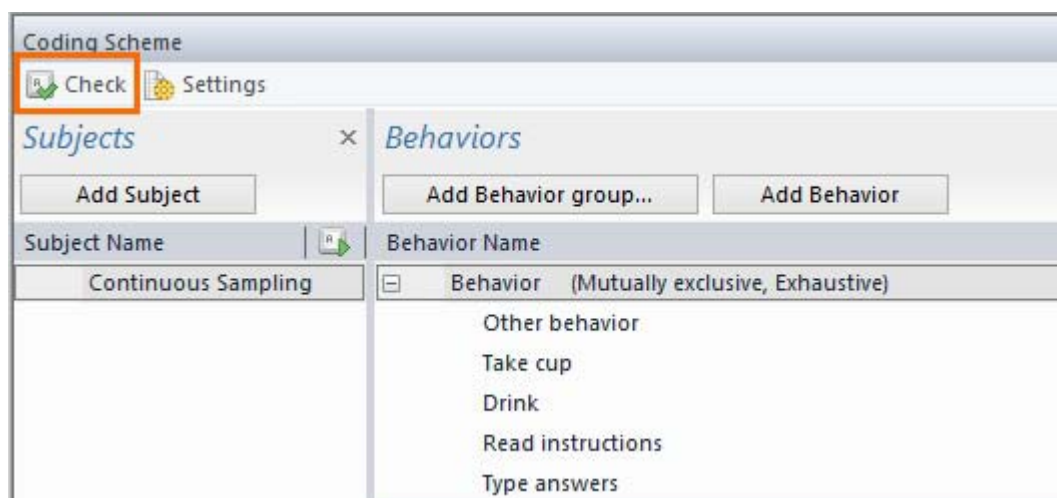 Coding Scheme
Check Settings
Subjects × Behaviors
Add Subject Add Behavior group... Add Behavior
Subject Name Behavior Name
Continuous Sampling Behavior (Mutually exclusive, Exhaustive)
Other behavior
Take cup
Drink
Read instructions
Type answers